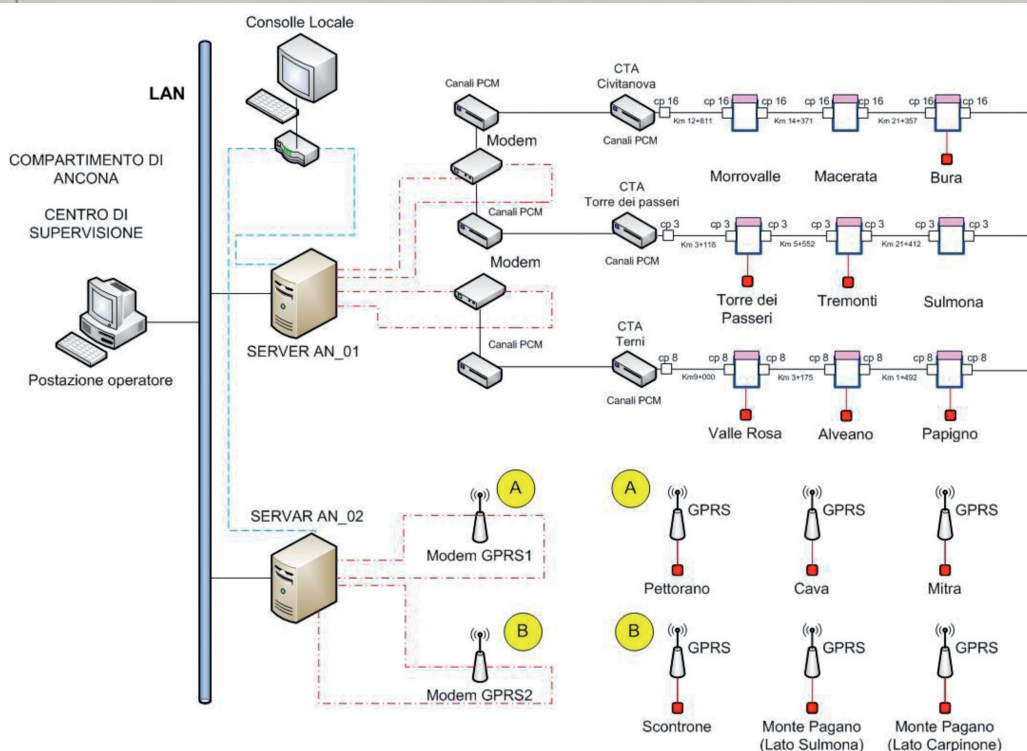 Consolle Locale
LAN
COMPARTIMENTO DI
ANCONA
CENTRO DI
SUPERVISIONE
Postazione operatore
SERVER AN_01
SERVAR AN_02
Canali PCM
Modem
Canali PCM
Modem
Canali PCM
CTA
Civitanova
Canali PCM
cp 16
Km 12+811
cp 16
cp 16
Km 14+371
cp 16
cp 16
Km 21+357
cp 16
cp 16
Morrovalle
Macerata
Bura
CTA
Torre dei passeri
Canali PCM
cp 3
Km 3+118
cp 3
cp 3
Km 5+552
cp 3
cp 3
Km 21+412
cp 3
cp 3
Torre dei
Passeri
Tremonti
Sulmona
CTA
Terni
Canali PCM
cp 8
Km9+000
cp 8
cp 8
Km 3+175
cp 8
cp 8
Km 1+492
cp 8
cp 8
Valle Rosa
Alveano
Papigno
A
Modem GPRS1
B
Modem GPRS2
A
GPRS
GPRS
GPRS
Pettorano
Cava
Mitra
B
GPRS
GPRS
GPRS
Scontrone
Monte Pagano
(Lato Sulmona)
Monte Pagano
(Lato Carpinone)